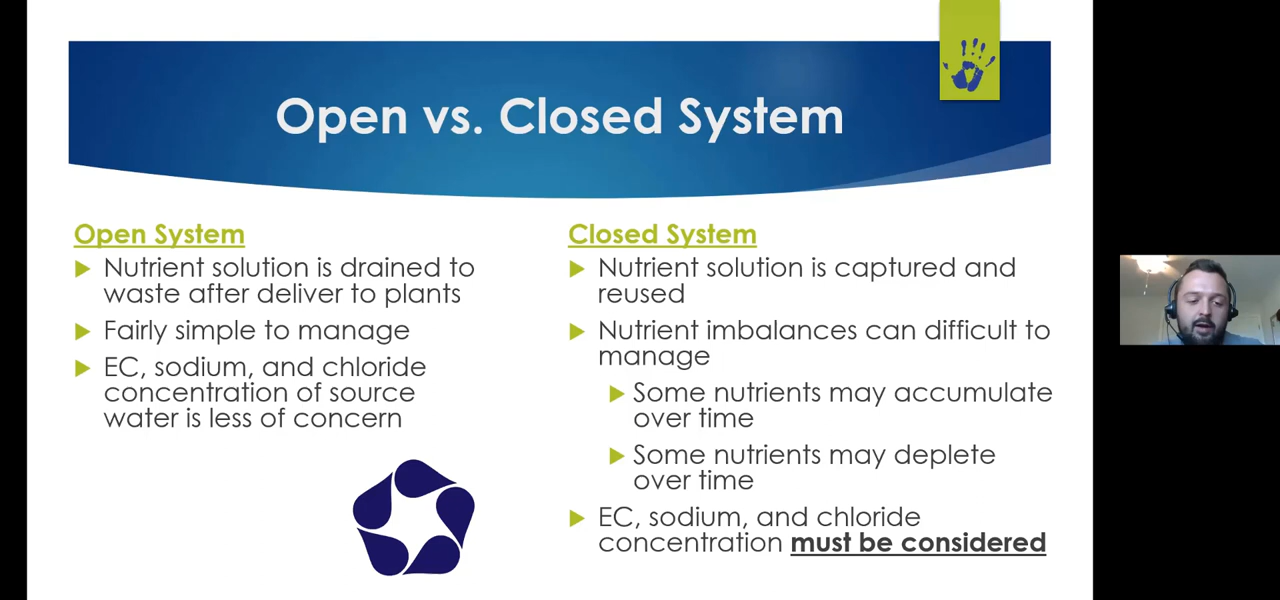 Open vs. Closed System
Open System
Nutrient solution is drained to
waste after deliver to plants
Fairly simple to manage
EC, sodium, and chloride
concentration of source
water is less of concern
Closed System
Nutrient solution is captured and
reused
Nutrient imbalances can difficult to
manage
Some nutrients may accumulate
over time
Some nutrients may deplete
over time
EC, sodium, and chloride
concentration must be considered